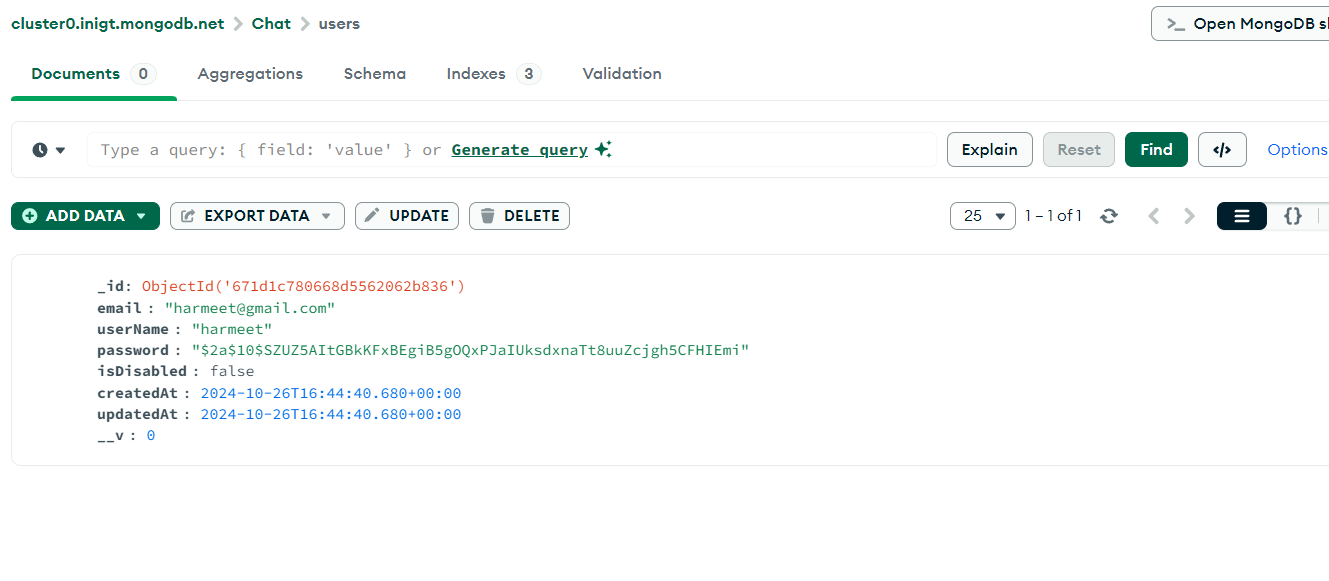 cluster0.inigt.mongodb.net > Chat > users
>_ Open MongoDB s
Documents 0 Aggregations Schema Indexes 3 Validation
Type a query: { field: 'value' } or Generate query
Explain Reset Find </> Options
ADD DATA EXPORT DATA UPDATE DELETE
25 1 – 1 of 1 {}
_id: ObjectId('671d1c780668d5562062b836')
email : "harmeet@gmail.com"
userName : "harmeet"
password : "$2a$10$SZUZ5AItGBkKFxBEgiB5gOQxPJaIUksdxnaTt8uuZcjgh5CFHIEmi"
isDisabled : false
createdAt : 2024-10-26T16:44:40.680+00:00
updatedAt : 2024-10-26T16:44:40.680+00:00
__v : 0